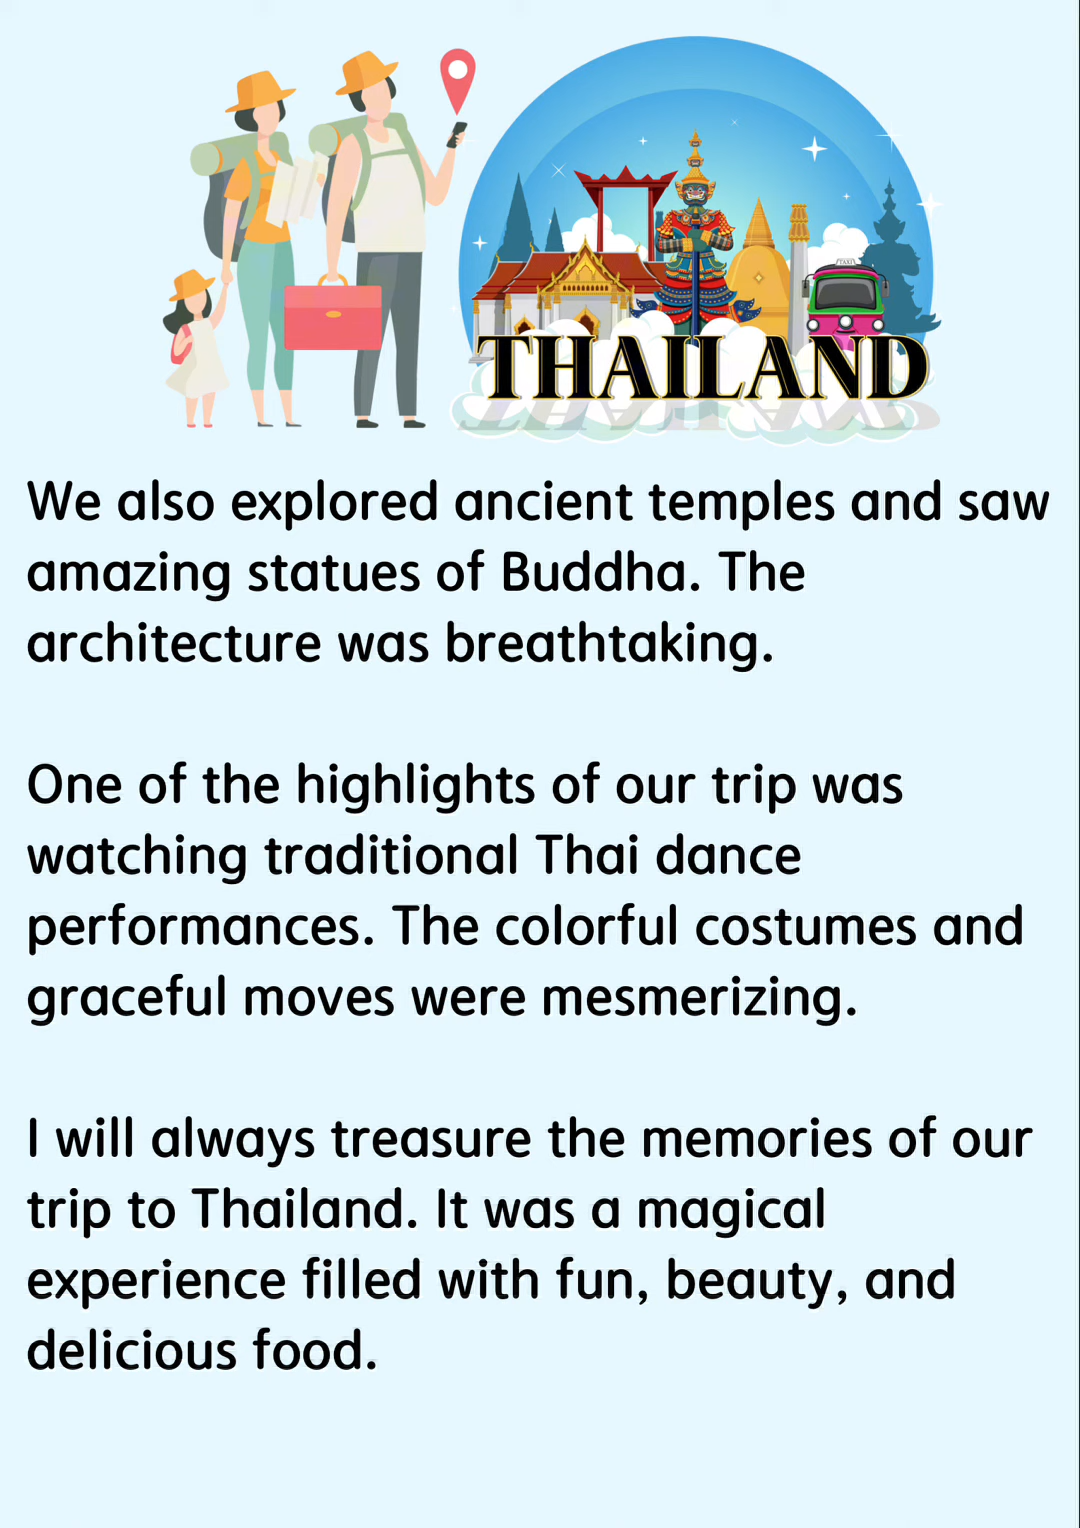 TAXI
THAILAND
We also explored ancient temples and saw
amazing statues of Buddha. The
architecture was breathtaking.
One of the highlights of our trip was
watching traditional Thai dance
performances. The colorful costumes and
graceful moves were mesmerizing.
I will always treasure the memories of our
trip to Thailand. It was a magical
experience filled with fun, beauty, and
delicious food.